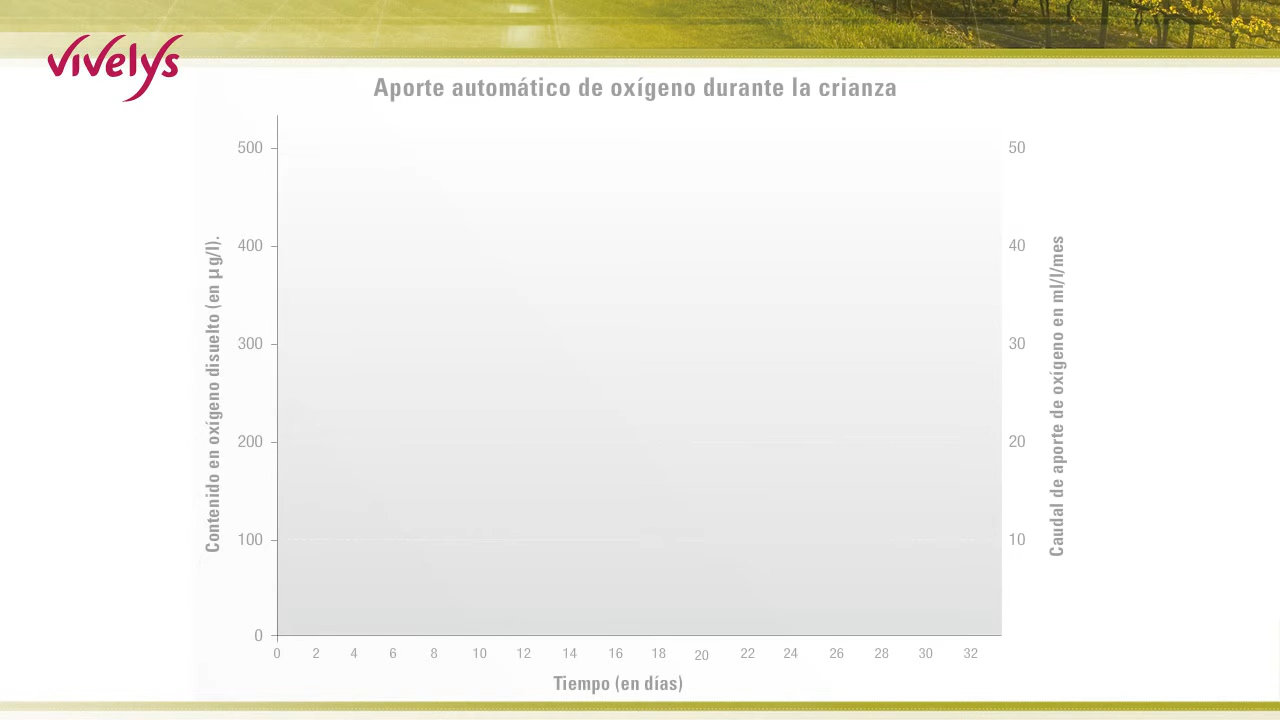 vivelys
Aporte automático de oxígeno durante la crianza
500
400
300
200
100
0
Contenido en oxígeno disuelto (en µg/l).
50
40
30
20
10
Caudal de aporte de oxígeno en ml/l/mes
0 2 4 6 8 10 12 14 16 18 20 22 24 26 28 30 32
Tiempo (en días)